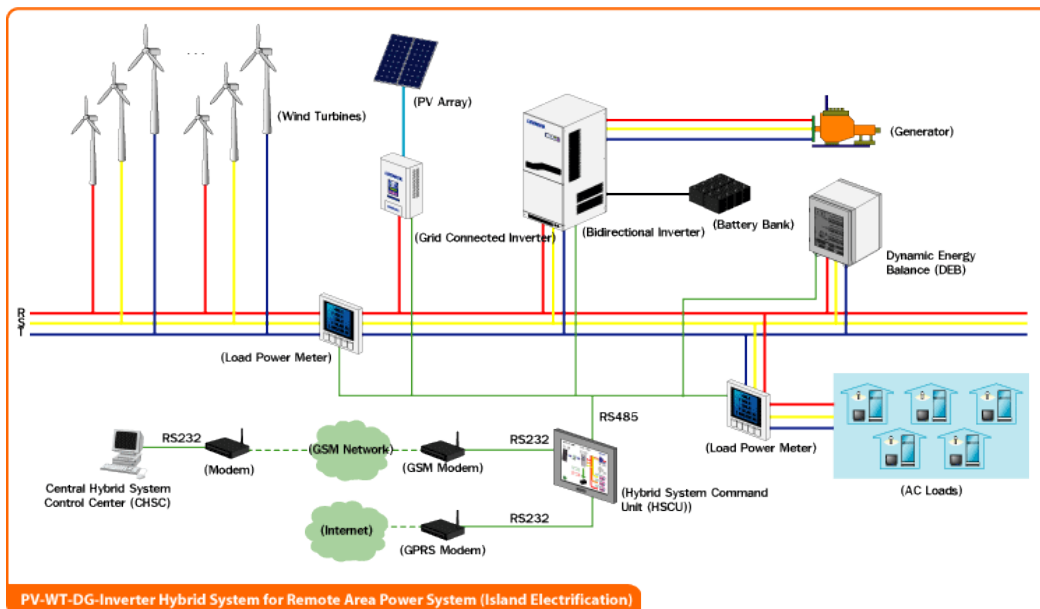 . . .
(Wind Turbines)
(PV Array)
(Generator)
(Grid Connected Inverter)
(Bidirectional Inverter)
(Battery Bank)
Dynamic Energy
Balance (DEB)
R
S
T
(Load Power Meter)
RS485
(Load Power Meter)
(AC Loads)
RS232
(Modem)
(GSM Network)
(GSM Modem)
RS232
Central Hybrid System
Control Center (CHSC)
(Hybrid System Command
Unit (HSCU))
(Internet)
(GPRS Modem)
RS232
PV-WT-DG-Inverter Hybrid System for Remote Area Power System (Island Electrification)